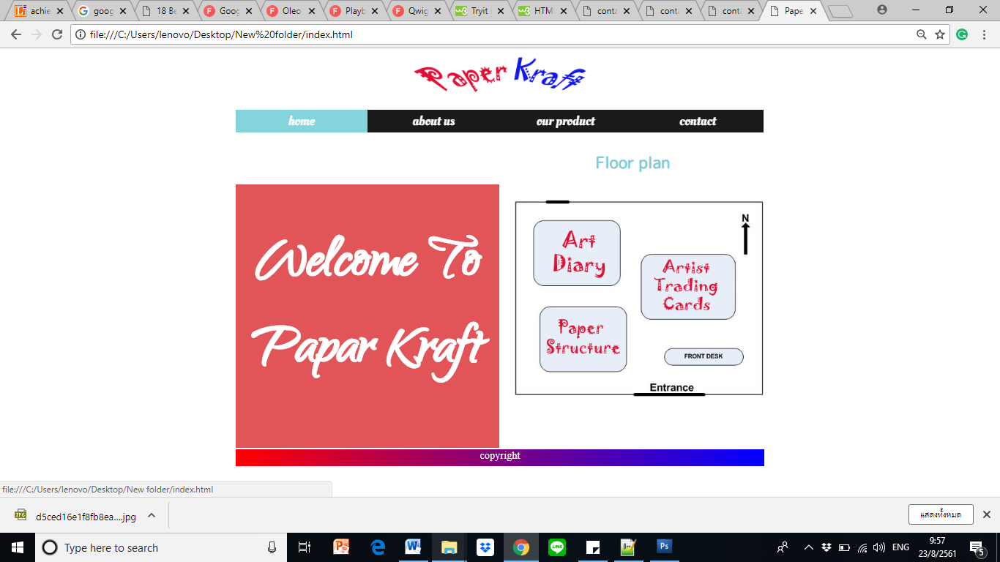 achie
goog
18 Be
Goog
Oleo
Playb
Qwig
Tryit
HTM
conta
conta
conta
Pape
file:///C:/Users/lenovo/Desktop/New%20folder/index.html
Paper Kraft
home
about us
our product
contact
Floor plan
Welcome To
Papar Kraft
N
Art
Diary
Artist
Trading
Cards
Paper
Structure
FRONT DESK
Entrance
copyright
file:///C:/Users/lenovo/Desktop/New folder/index.html
d5ced16e1f8fb8ea....jpg
แสดงทั้งหมด
Type here to search
ENG
9:57
23/8/2561
5